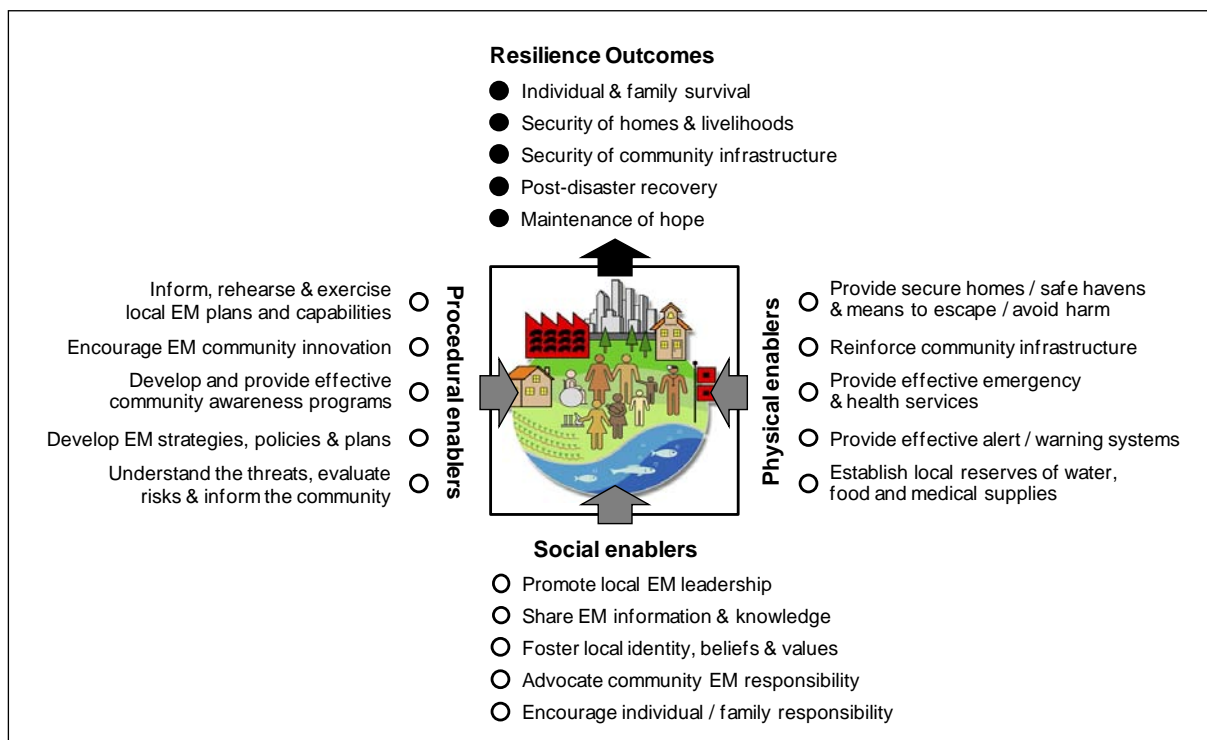 Resilience Outcomes
Individual & family survival
Security of homes & livelihoods
Security of community infrastructure
Post-disaster recovery
Maintenance of hope
Procedural enablers
Inform, rehearse & exercise
local EM plans and capabilities
Encourage EM community innovation
Develop and provide effective
community awareness programs
Develop EM strategies, policies & plans
Understand the threats, evaluate
risks & inform the community
Physical enablers
Provide secure homes / safe havens
& means to escape / avoid harm
Reinforce community infrastructure
Provide effective emergency
& health services
Provide effective alert / warning systems
Establish local reserves of water,
food and medical supplies
Social enablers
Promote local EM leadership
Share EM information & knowledge
Foster local identity, beliefs & values
Advocate community EM responsibility
Encourage individual / family responsibility